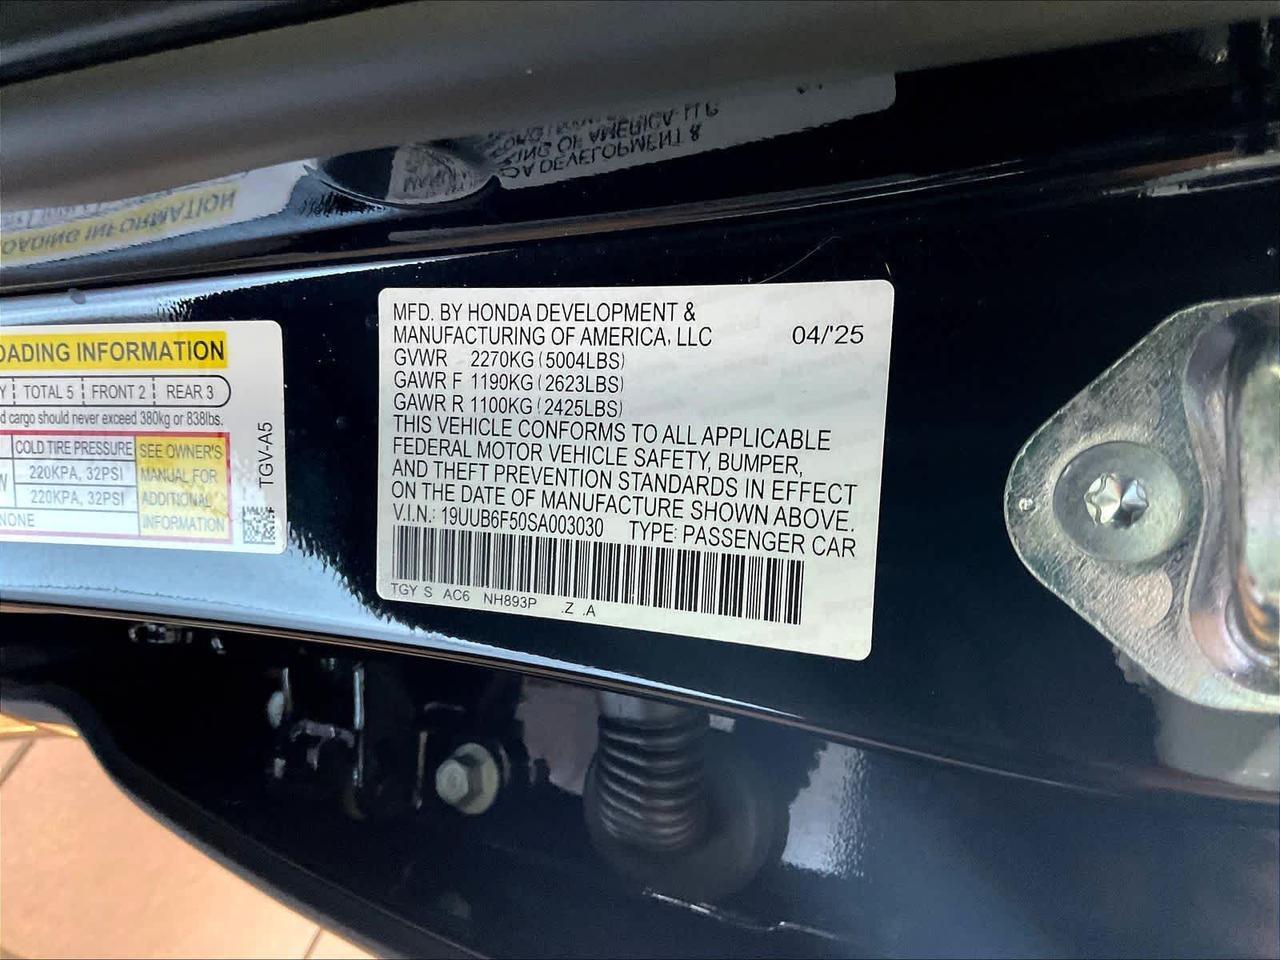 OADING INFORMATION
Y TOTAL 5 FRONT 2 REAR 3
d cargo should never exceed 380kg or 838lbs.
COLD TIRE PRESSURE
220KPA, 32PSI
220KPA, 32PSI
NONE
SEE OWNER'S
MANUAL FOR
ADDITIONAL
INFORMATION
TGV-A5
MFD. BY HONDA DEVELOPMENT &
MANUFACTURING OF AMERICA, LLC 04/'25
GVWR 2270KG (5004LBS)
GAWR F 1190KG (2623LBS)
GAWR R 1100KG (2425LBS)
THIS VEHICLE CONFORMS TO ALL APPLICABLE
FEDERAL MOTOR VEHICLE SAFETY, BUMPER,
AND THEFT PREVENTION STANDARDS IN EFFECT
ON THE DATE OF MANUFACTURE SHOWN ABOVE.
V.I.N.: 19UUB6F50SA003030 TYPE: PASSENGER CAR
TGY S AC6 NH893P .Z .A